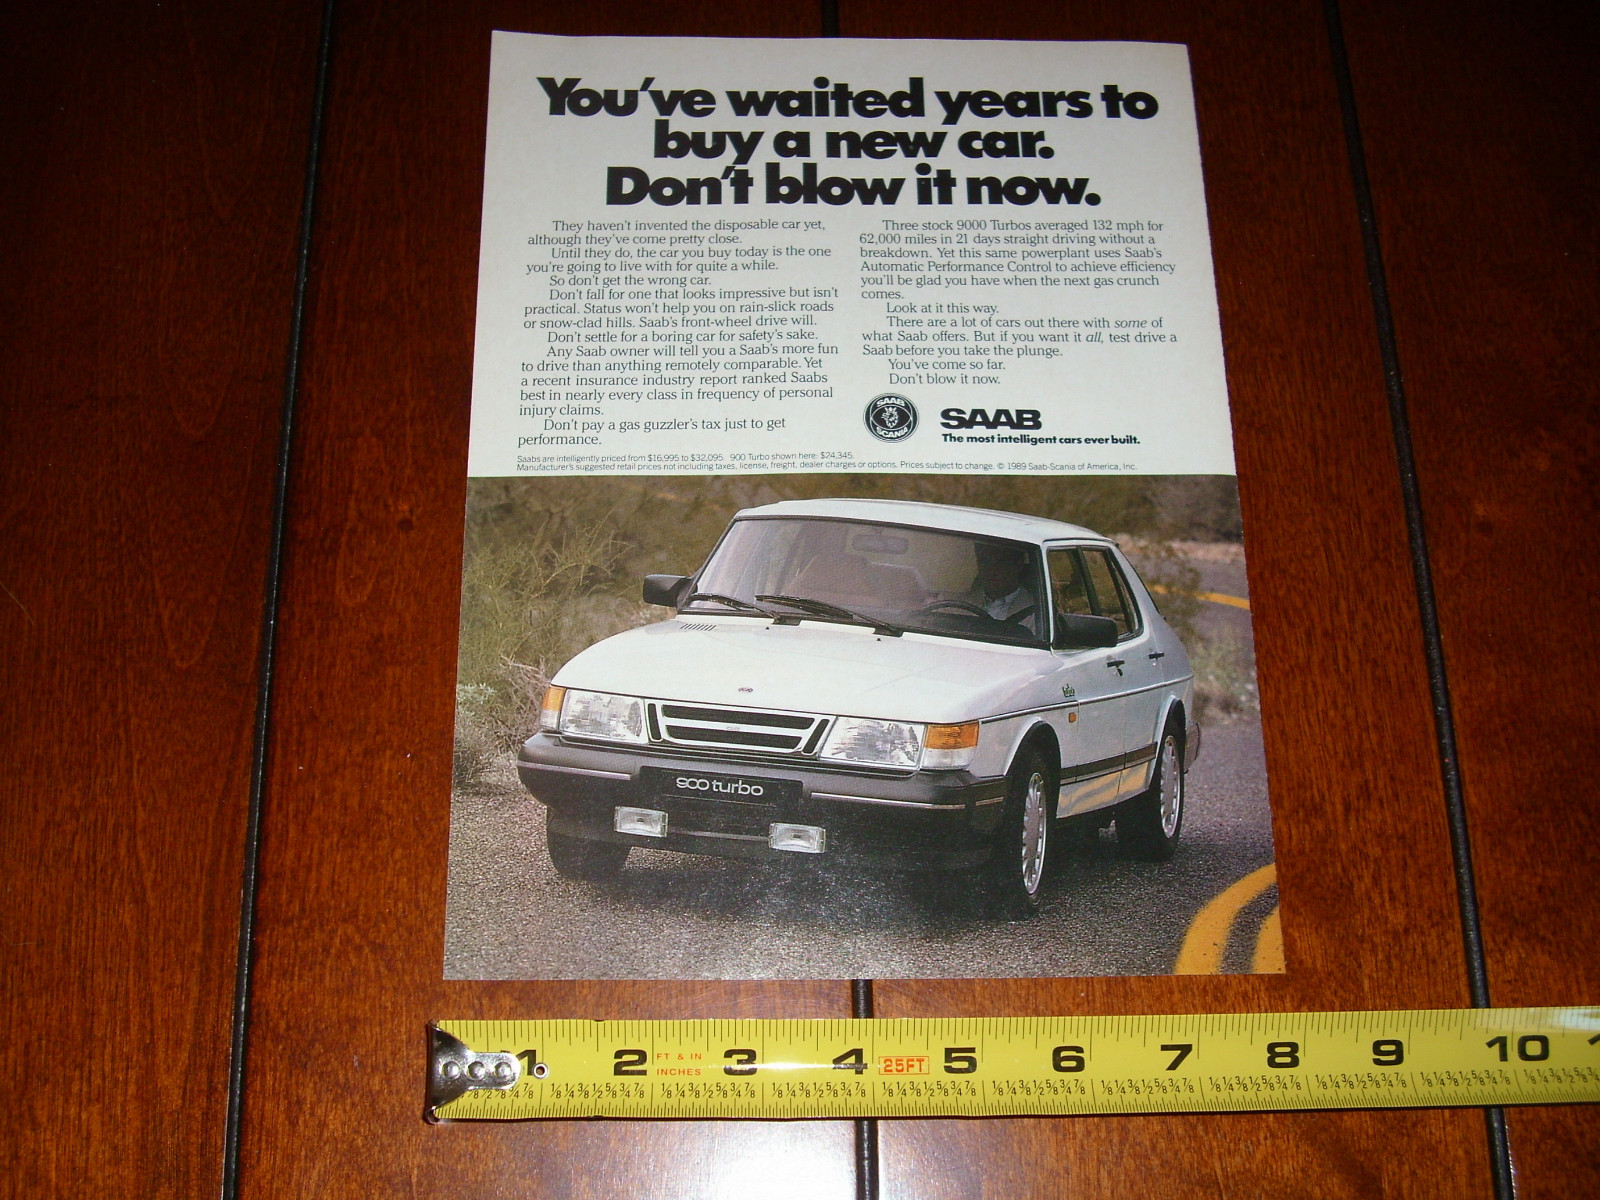 You've waited years to
buy a new car.
Don't blow it now.
They haven't invented the disposable car yet,
although they've come pretty close.
Until they do, the car you buy today is the one
you're going to live with for quite a while.
So don't get the wrong car.
Don't fall for one that looks impressive but isn't
practical. Status won't help you on rain-slick roads
or snow-clad hills. Saab's front-wheel drive will.
Don't settle for a boring car for safety's sake.
Any Saab owner will tell you a Saab's more fun
to drive than anything remotely comparable. Yet
a recent insurance industry report ranked Saabs
best in nearly every class in frequency of personal
injury claims.
Don't pay a gas guzzler's tax just to get
performance.
Three stock 9000 Turbos averaged 132 mph for
62,000 miles in 21 days straight driving without a
breakdown. Yet this same powerplant uses Saab's
Automatic Performance Control to achieve efficiency
you'll be glad you have when the next gas crunch
comes.
Look at it this way.
There are a lot of cars out there with some of
what Saab offers. But if you want it all, test drive a
Saab before you take the plunge.
You've come so far.
Don't blow it now.
SAAB
SCANIA
SAAB
The most intelligent cars ever built.
Saabs are intelligently priced from $16,995 to $32,095. 900 Turbo shown here: $24,345.
Manufacturer's suggested retail prices not including taxes, license, freight, dealer charges or options. Prices subject to change. © 1989 Saab-Scania of America, Inc.
900 turbo
1 2 FT & IN INCHES 3 4 25FT 5 6 7 8 9 10